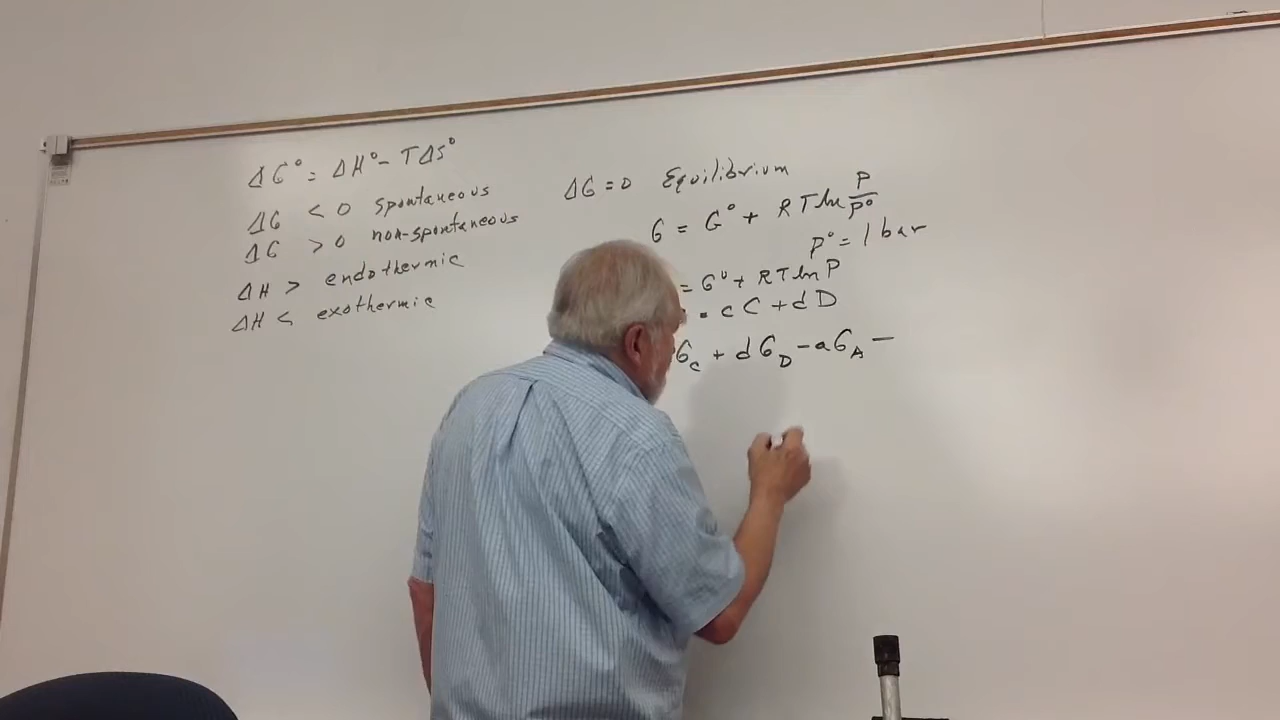 ΔG° = ΔH° - TΔS°
ΔG < 0 spontaneous
ΔG > 0 non-spontaneous
ΔH > endothermic
ΔH < exothermic
ΔG = 0 Equilibrium
G = G° + RT ln P/P°
P° = 1 bar
= G° + RT ln P
cC + dD
G_C + dG_D - aG_A -